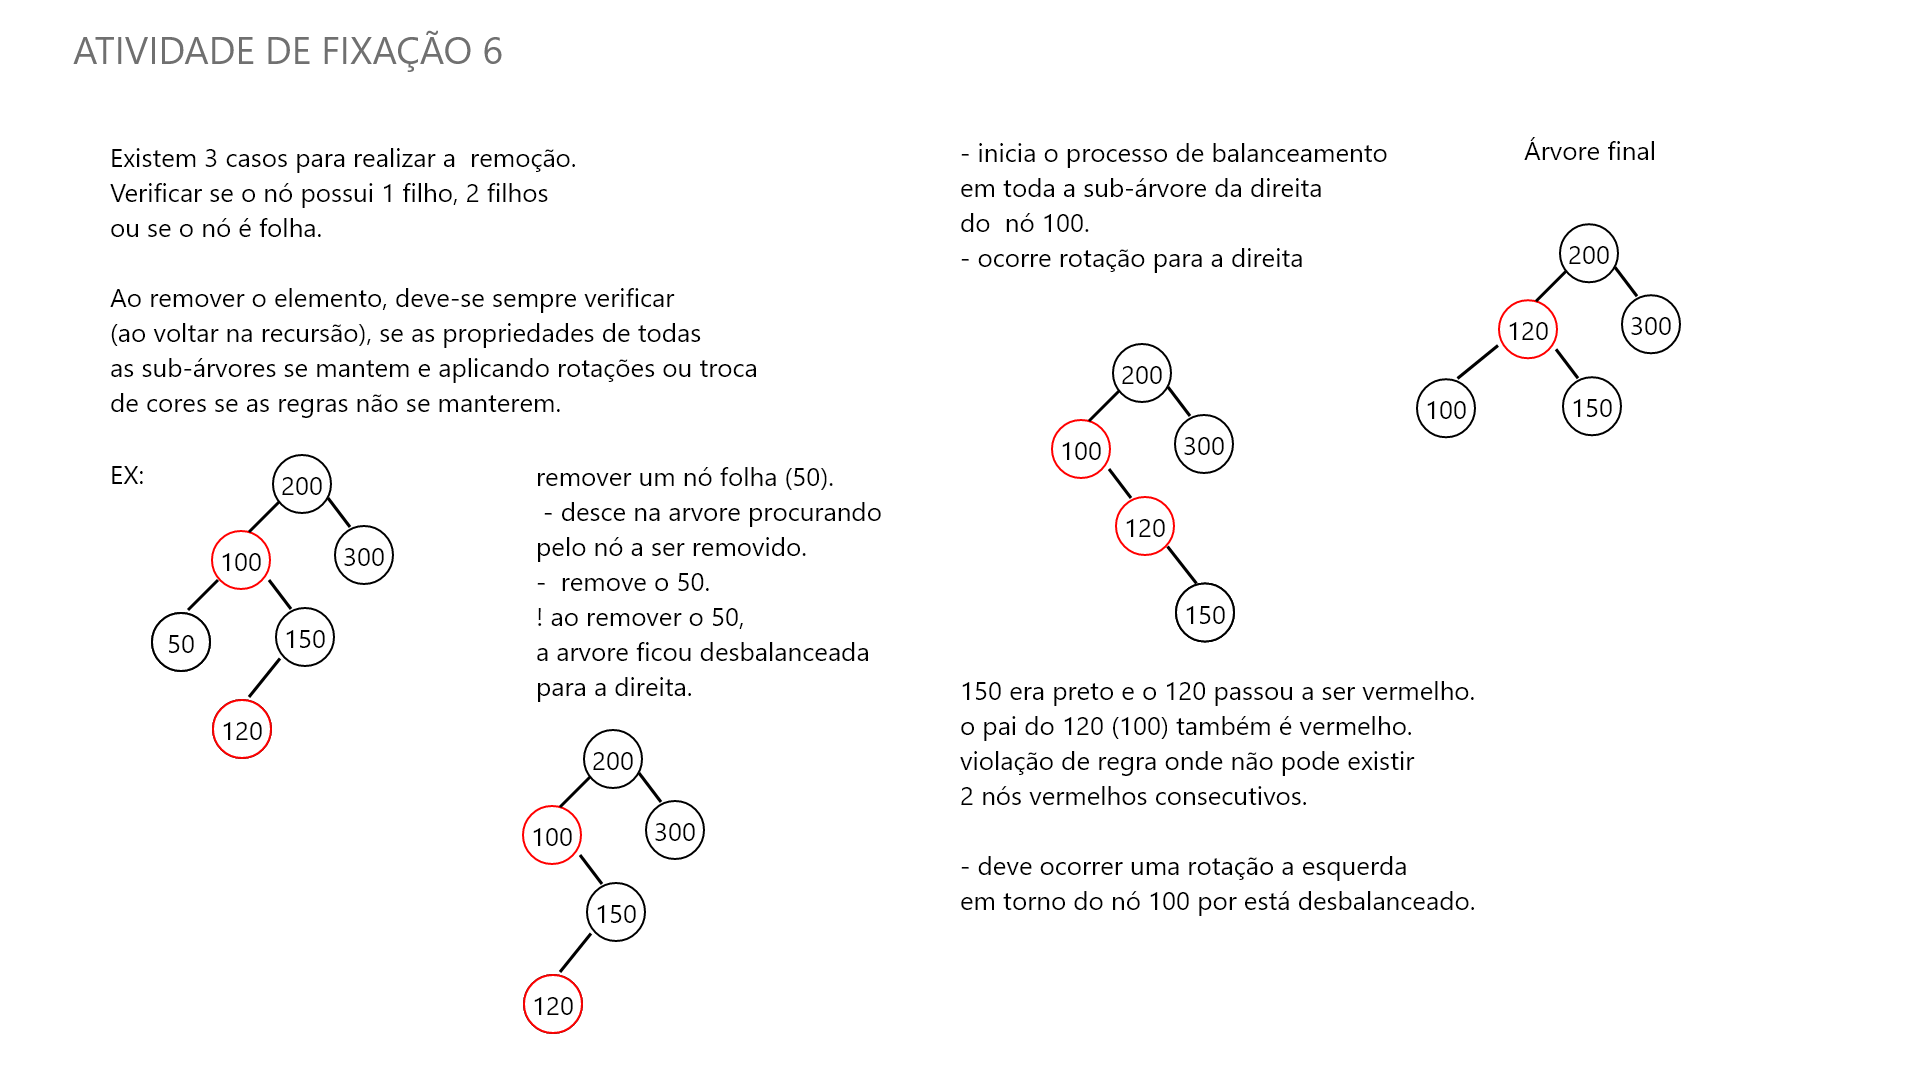 ATIVIDADE DE FIXAÇÃO 6
Existem 3 casos para realizar a  remoção.
Verificar se o nó possui 1 filho, 2 filhos
ou se o nó é folha.
Ao remover o elemento, deve-se sempre verificar
(ao voltar na recursão), se as propriedades de todas
as sub-árvores se mantem e aplicando rotações ou troca
de cores se as regras não se manterem.
EX:
200
100
300
50
150
120
remover um nó folha (50).
- desce na arvore procurando
pelo nó a ser removido.
-  remove o 50.
! ao remover o 50,
a arvore ficou desbalanceada
para a direita.
200
100
300
150
120
- inicia o processo de balanceamento
em toda a sub-árvore da direita
do  nó 100.
- ocorre rotação para a direita
200
100
300
120
150
150 era preto e o 120 passou a ser vermelho.
o pai do 120 (100) também é vermelho.
violação de regra onde não pode existir
2 nós vermelhos consecutivos.
- deve ocorrer uma rotação a esquerda
em torno do nó 100 por está desbalanceado.
Árvore final
200
120
300
100
150